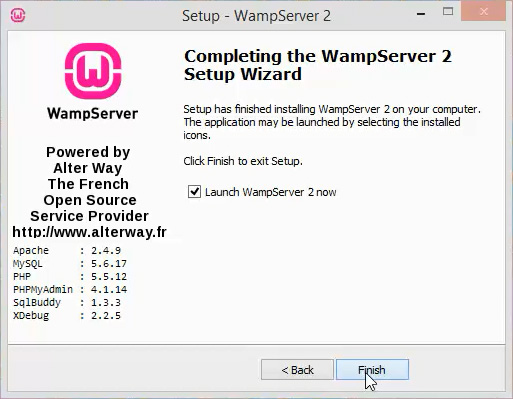 Setup - WampServer 2
WampServer
Powered by
Alter Way
The French
Open Source
Service Provider
http://www.alterway.fr
Apache : 2.4.9
MySQL : 5.6.17
PHP : 5.5.12
PHPMyAdmin : 4.1.14
SqlBuddy : 1.3.3
XDebug : 2.2.5
Completing the WampServer 2
Setup Wizard
Setup has finished installing WampServer 2 on your computer.
The application may be launched by selecting the installed
icons.
Click Finish to exit Setup.
Launch WampServer 2 now
< Back
Finish